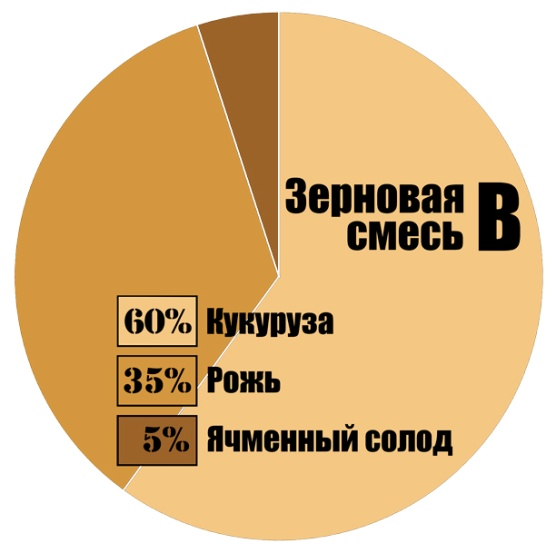 Зерновая
смесь В
60% Кукуруза
35% Рожь
5% Ячменный солод